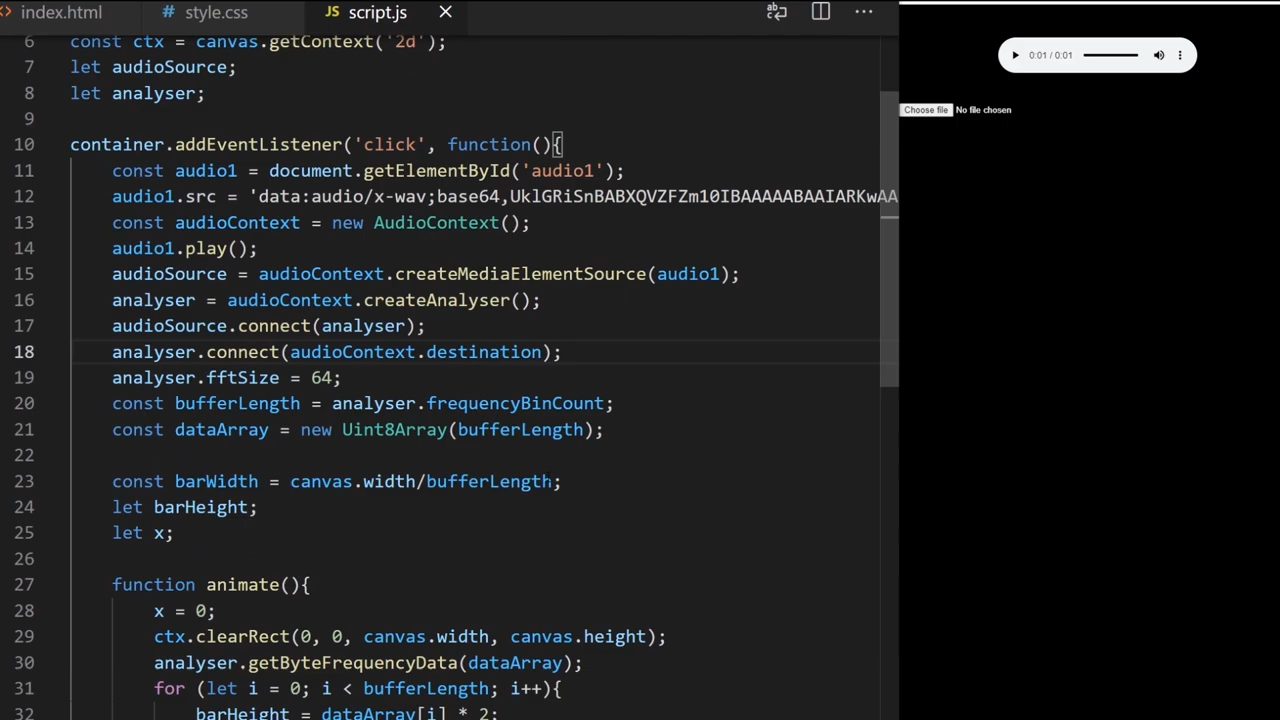 index.html
style.css
JS script.js
6 const ctx = canvas.getContext('2d');
7 let audioSource;
8 let analyser;
9
10 container.addEventListener('click', function(){
11 const audio1 = document.getElementById('audio1');
12 audio1.src = 'data:audio/x-wav;base64,UklGRiSnBABXQVZFZm10IBAAAAABAAIARKwAA
13 const audioContext = new AudioContext();
14 audio1.play();
15 audioSource = audioContext.createMediaElementSource(audio1);
16 analyser = audioContext.createAnalyser();
17 audioSource.connect(analyser);
18 analyser.connect(audioContext.destination);
19 analyser.fftSize = 64;
20 const bufferLength = analyser.frequencyBinCount;
21 const dataArray = new Uint8Array(bufferLength);
22
23 const barWidth = canvas.width/bufferLength;
24 let barHeight;
25 let x;
26
27 function animate(){
28 x = 0;
29 ctx.clearRect(0, 0, canvas.width, canvas.height);
30 analyser.getByteFrequencyData(dataArray);
31 for (let i = 0; i < bufferLength; i++){
32 barHeight = dataArray[i] * 2;
0:01 / 0:01
Choose file No file chosen